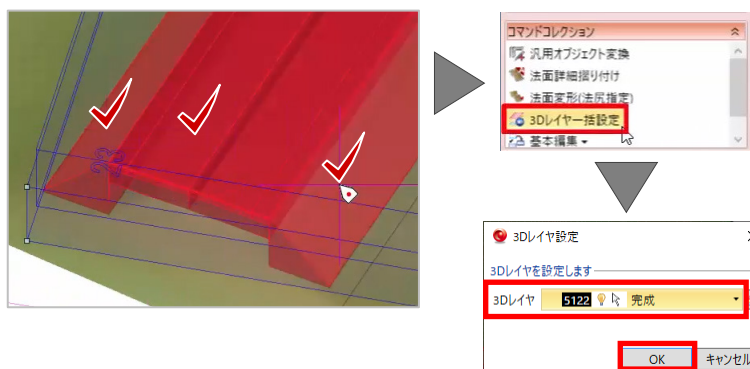 コマンドコレクション
汎用オブジェクト変換
法面詳細摺り付け
法面変形(法尻指定)
3Dレイヤー括設定
基本編集
3Dレイヤ設定
3Dレイヤを設定します
3Dレイヤ 5122 完成
OK キャンセル